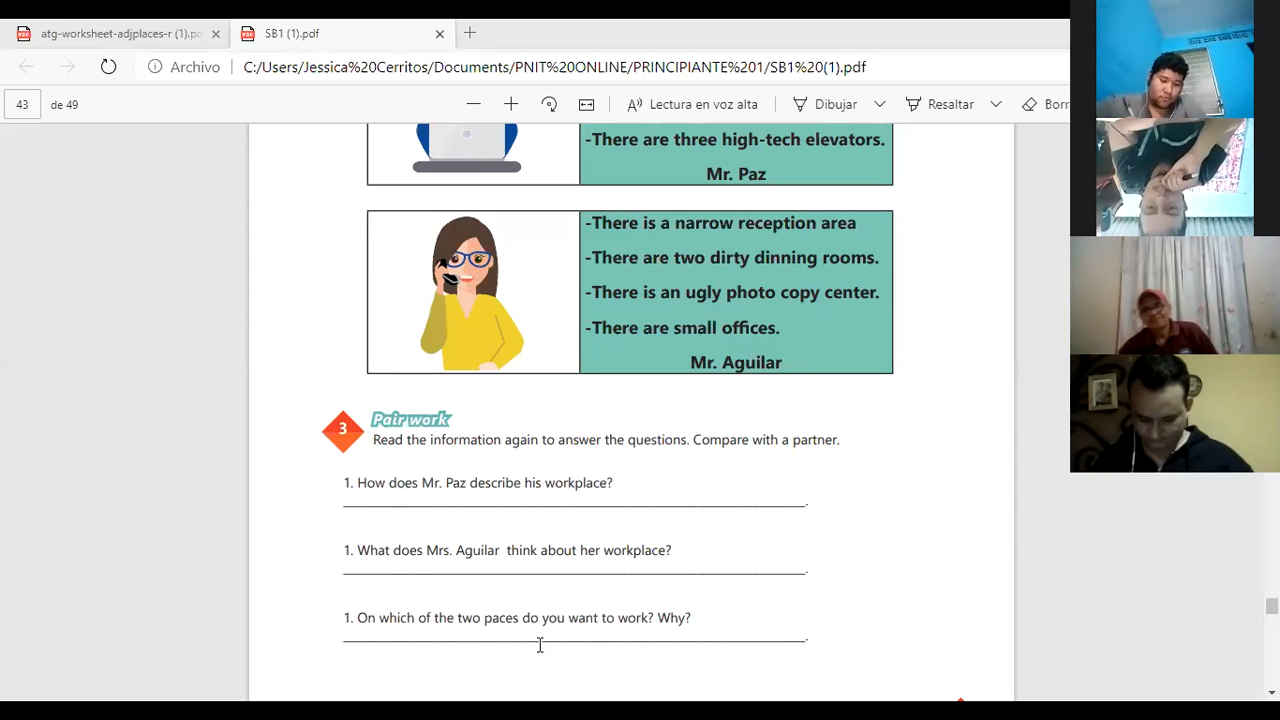 atg-worksheet-adjplaces-r (1).po
SB1 (1).pdf
Archivo
C:/Users/Jessica%20Cerritos/Documents/PNIT%20ONLINE/PRINCIPIANTE%201/SB1%20(1).pdf
43 de 49
Lectura en voz alta
Dibujar
Resaltar
Borr
-There are three high-tech elevators.
Mr. Paz
-There is a narrow reception area
-There are two dirty dinning rooms.
-There is an ugly photo copy center.
-There are small offices.
Mr. Aguilar
3
Pair work
Read the information again to answer the questions. Compare with a partner.
1. How does Mr. Paz describe his workplace?
1. What does Mrs. Aguilar think about her workplace?
1. On which of the two paces do you want to work? Why?